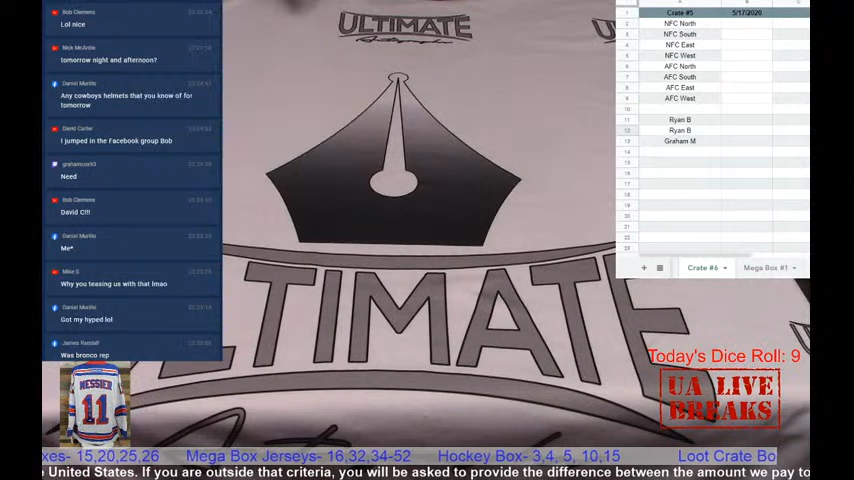 Bob Clemens
Lol nice
Nick McArdle
tomorrow night and afternoon?
Daniel Murillo
Any cowboys helmets that you know of for
tomorrow
David Carter
I jumped in the Facebook group Bob
Need
Bob Clemens
David C!!!
Daniel Murillo
Me*
Mike S
Why you teasing us with that lmao
Daniel Murillo
Got my hyped lol
James Randall
Was bronco rep
ULTIMATE
Crate #5 5/17/2020
NFC North
NFC South
NFC East
NFC West
AFC North
AFC South
AFC East
AFC West
Ryan B
Ryan B
Graham M
Crate #6 Mega Box #1
ULTIMATE
MESSIER
11
Today's Dice Roll: 9
UA LIVE
BREAKS
xes- 15,20,25,26 Mega Box Jerseys- 16,32,34-52 Hockey Box- 3,4, 5, 10,15 Loot Crate Bo
e United States. If you are outside that criteria, you will be asked to provide the difference between the amount we pay to